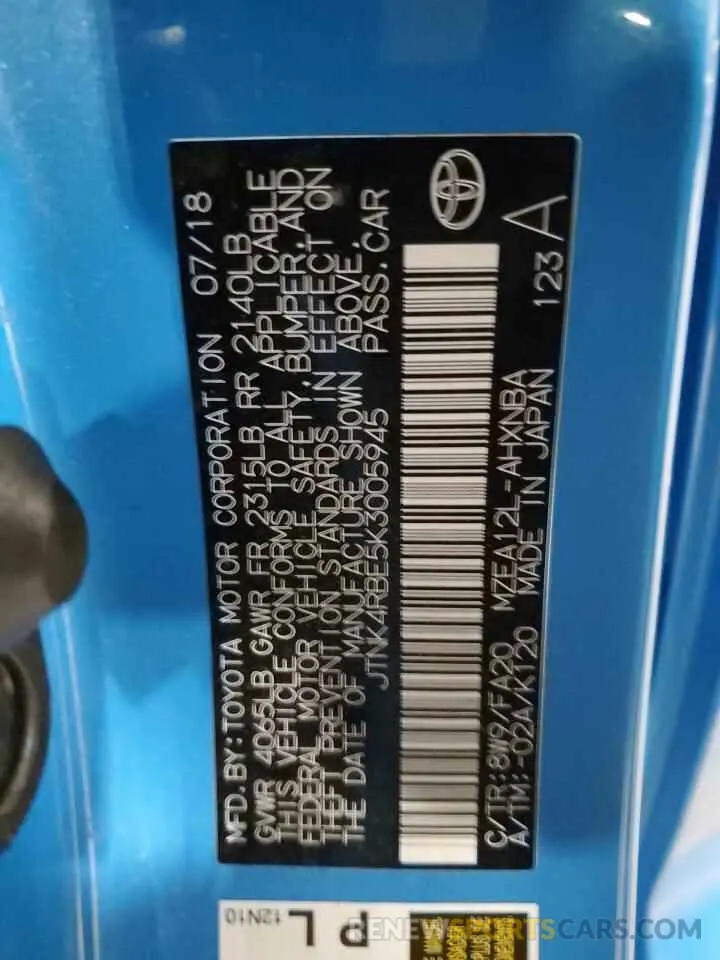 MFD. BY: TOYOTA MOTOR CORPORATION 07/18
GVWR 4065LB GAWR FR 2315LB RR 2140LB
THIS VEHICLE CONFORMS TO ALL APPLICABLE
FEDERAL MOTOR VEHICLE SAFETY, BUMPER, AND
THEFT PREVENTION STANDARDS IN EFFECT ON
THE DATE OF MANUFACTURE SHOWN ABOVE.
JTNK4RBE5K3005945 PASS. CAR
C/TR: 8W9/FA20 MZEA12L-AHXNBA 123
A/TM: -02A/K120 MADE IN JAPAN A
12N10
P L
RENEWSPORTSCARS.COM